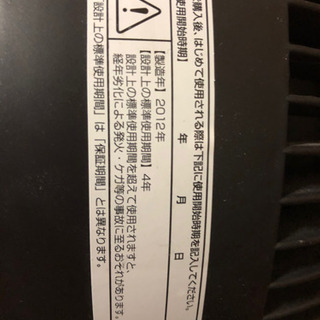 購入後、はじめて使用される際は下記に使用開始時期を記入してください。
使用開始時期】 年 月 日
【製造年】2012年
【設計上の標準使用期間】4年
設計上の標準使用期間を超えて使用されますと、
経年劣化による発火・ケガ等の事故に至るおそれがあります。
設計上の標準使用期間」は「保証期間」とは異なります。